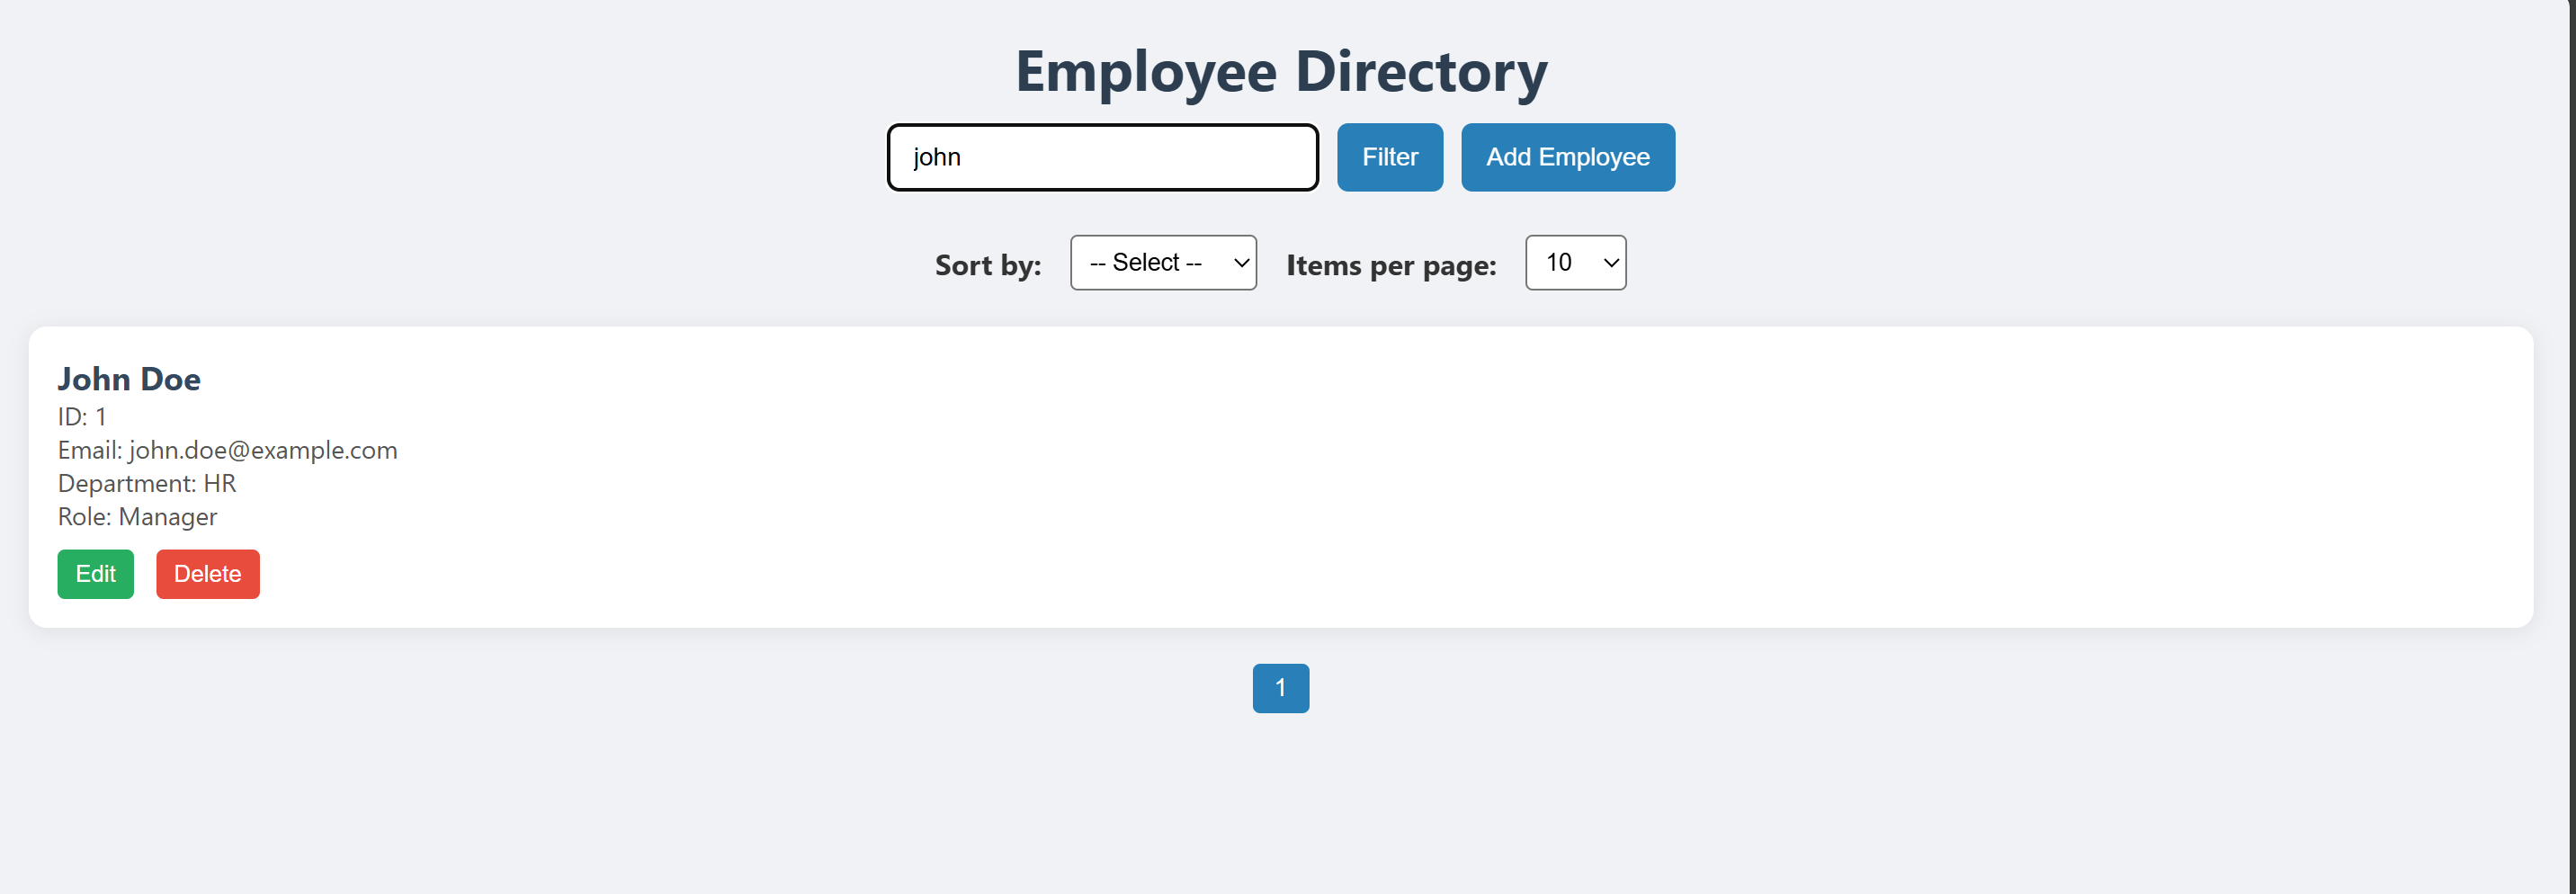 Employee Directory
john Filter Add Employee
Sort by: -- Select -- Items per page: 10
John Doe
ID: 1
Email: john.doe@example.com
Department: HR
Role: Manager
Edit Delete
1